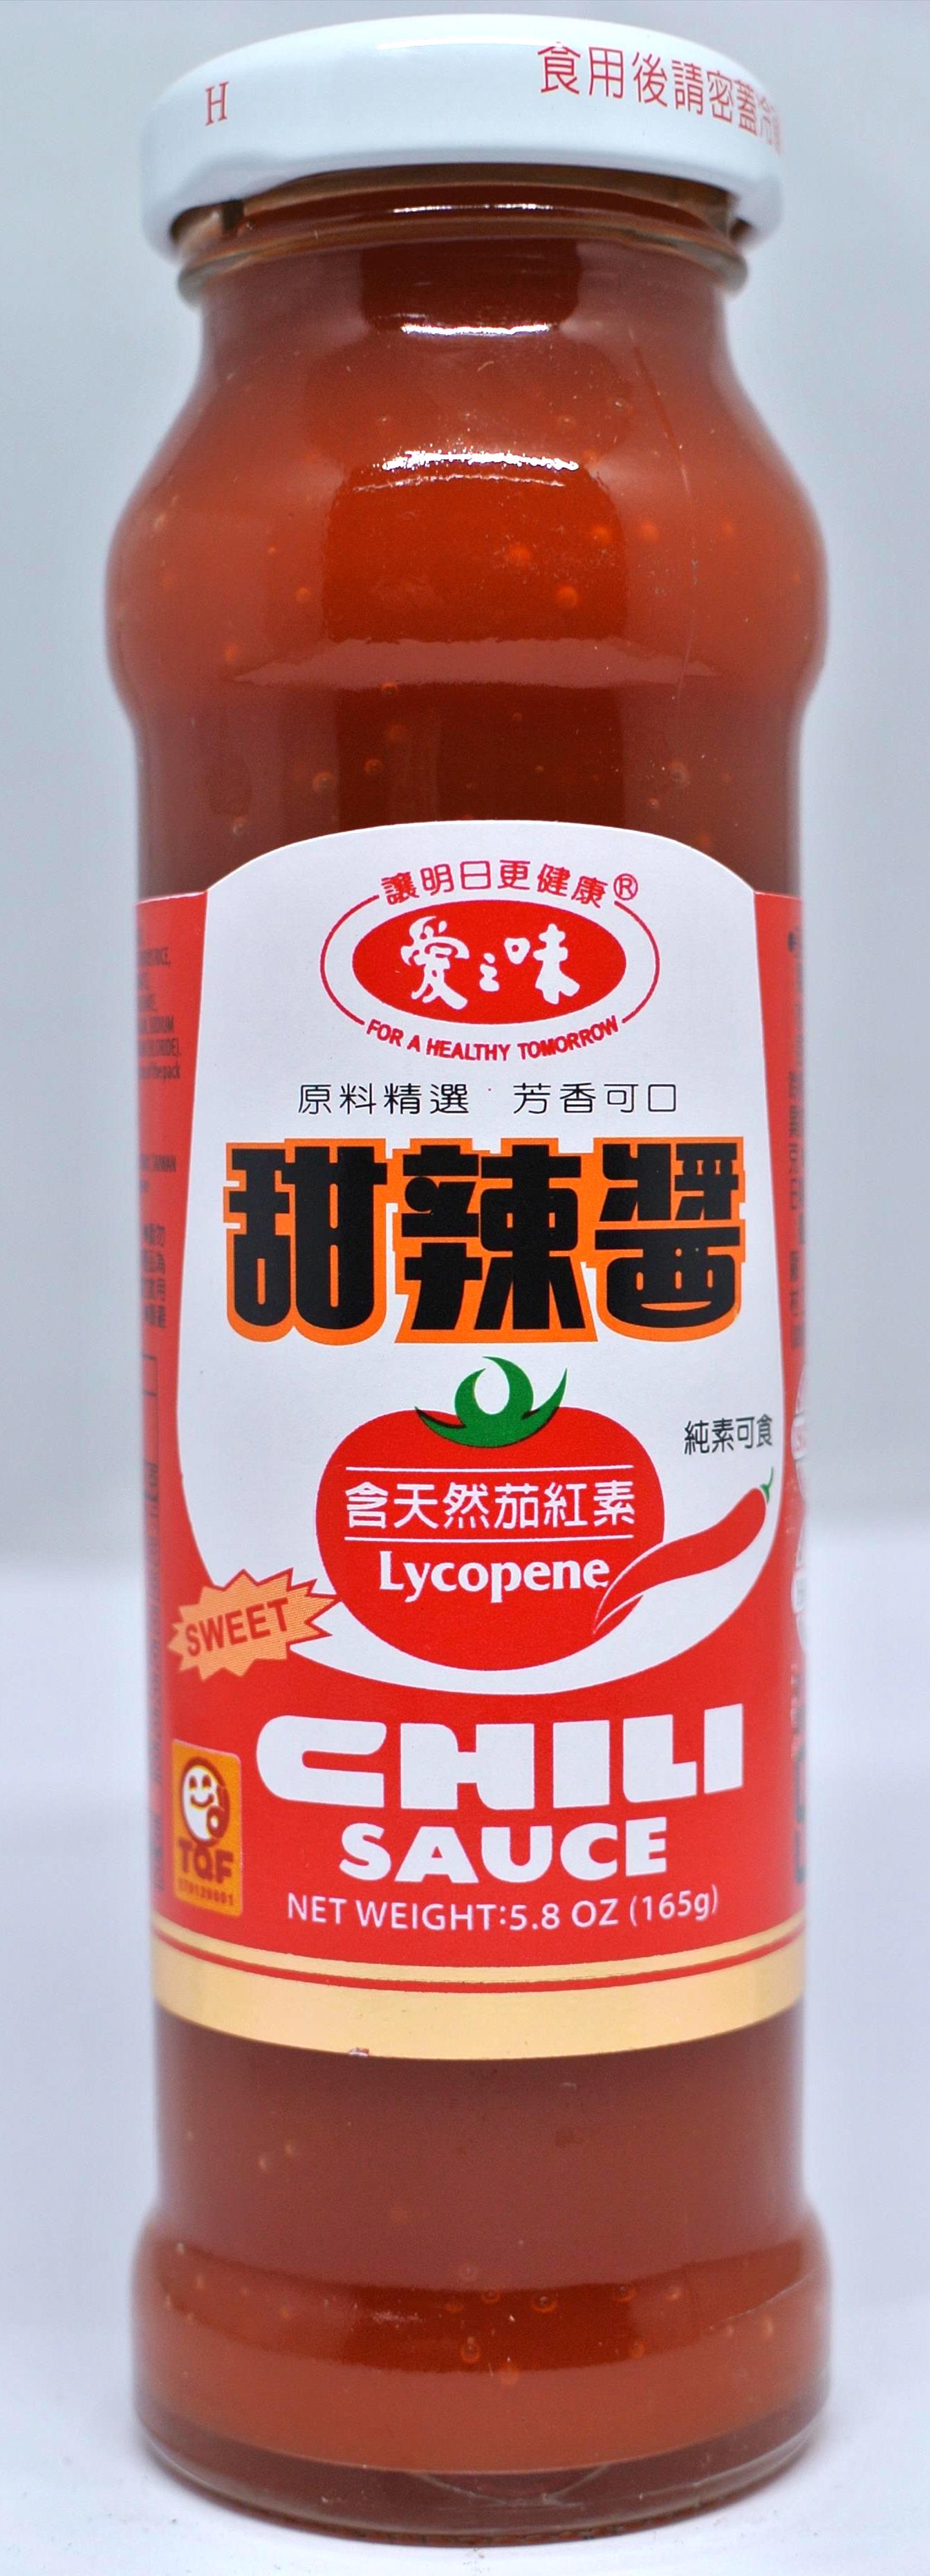 H
食用後請密蓋冷
讓明日更健康®
愛之味
FOR A HEALTHY TOMORROW
原料精選 芳香可口
甜辣醬
純素可食
含天然茄紅素
Lycopene
SWEET
CHILI
SAUCE
TQF
NET WEIGHT:5.8 OZ (165g)